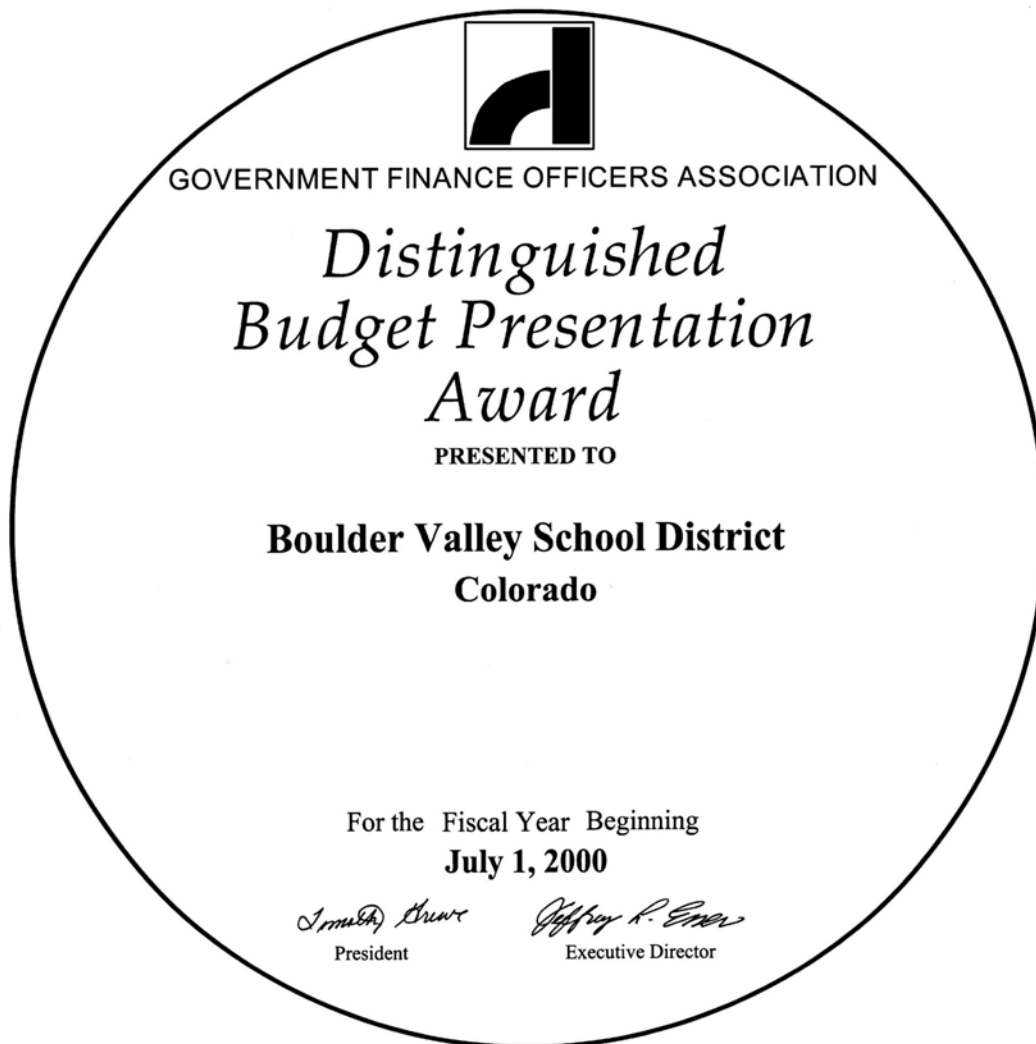 GOVERNMENT FINANCE OFFICERS ASSOCIATION
Distinguished
Budget Presentation
Award
PRESENTED TO
Boulder Valley School District
Colorado
For the Fiscal Year Beginning
July 1, 2000
Jeffrey R.
President Executive Director